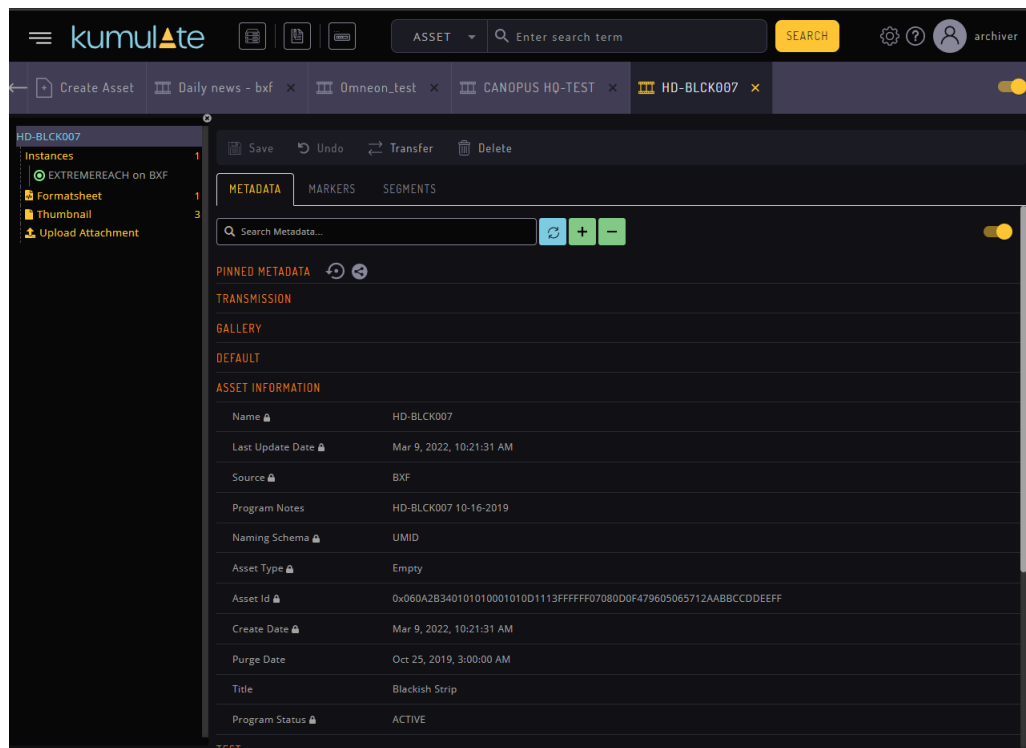 kumulate
ASSET Enter search term SEARCH archiver
Create Asset Daily news - bxf × Omneon_test × CANOPUS HQ-TEST × HD-BLCK007 ×
HD-BLCK007
Instances 1
EXTREMEREACH on BXF
Formatsheet 1
Thumbnail 3
Upload Attachment
Save Undo Transfer Delete
METADATA MARKERS SEGMENTS
Search Metadata...
PINNED METADATA
TRANSMISSION
GALLERY
DEFAULT
ASSET INFORMATION
Name HD-BLCK007
Last Update Date Mar 9, 2022, 10:21:31 AM
Source BXF
Program Notes HD-BLCK007 10-16-2019
Naming Schema UMID
Asset Type Empty
Asset Id 0x060A2B340101010001010D1113FFFFFF07080D0F479605065712AABBCCDDEEFF
Create Date Mar 9, 2022, 10:21:31 AM
Purge Date Oct 25, 2019, 3:00:00 AM
Title Blackish Strip
Program Status ACTIVE
TEST